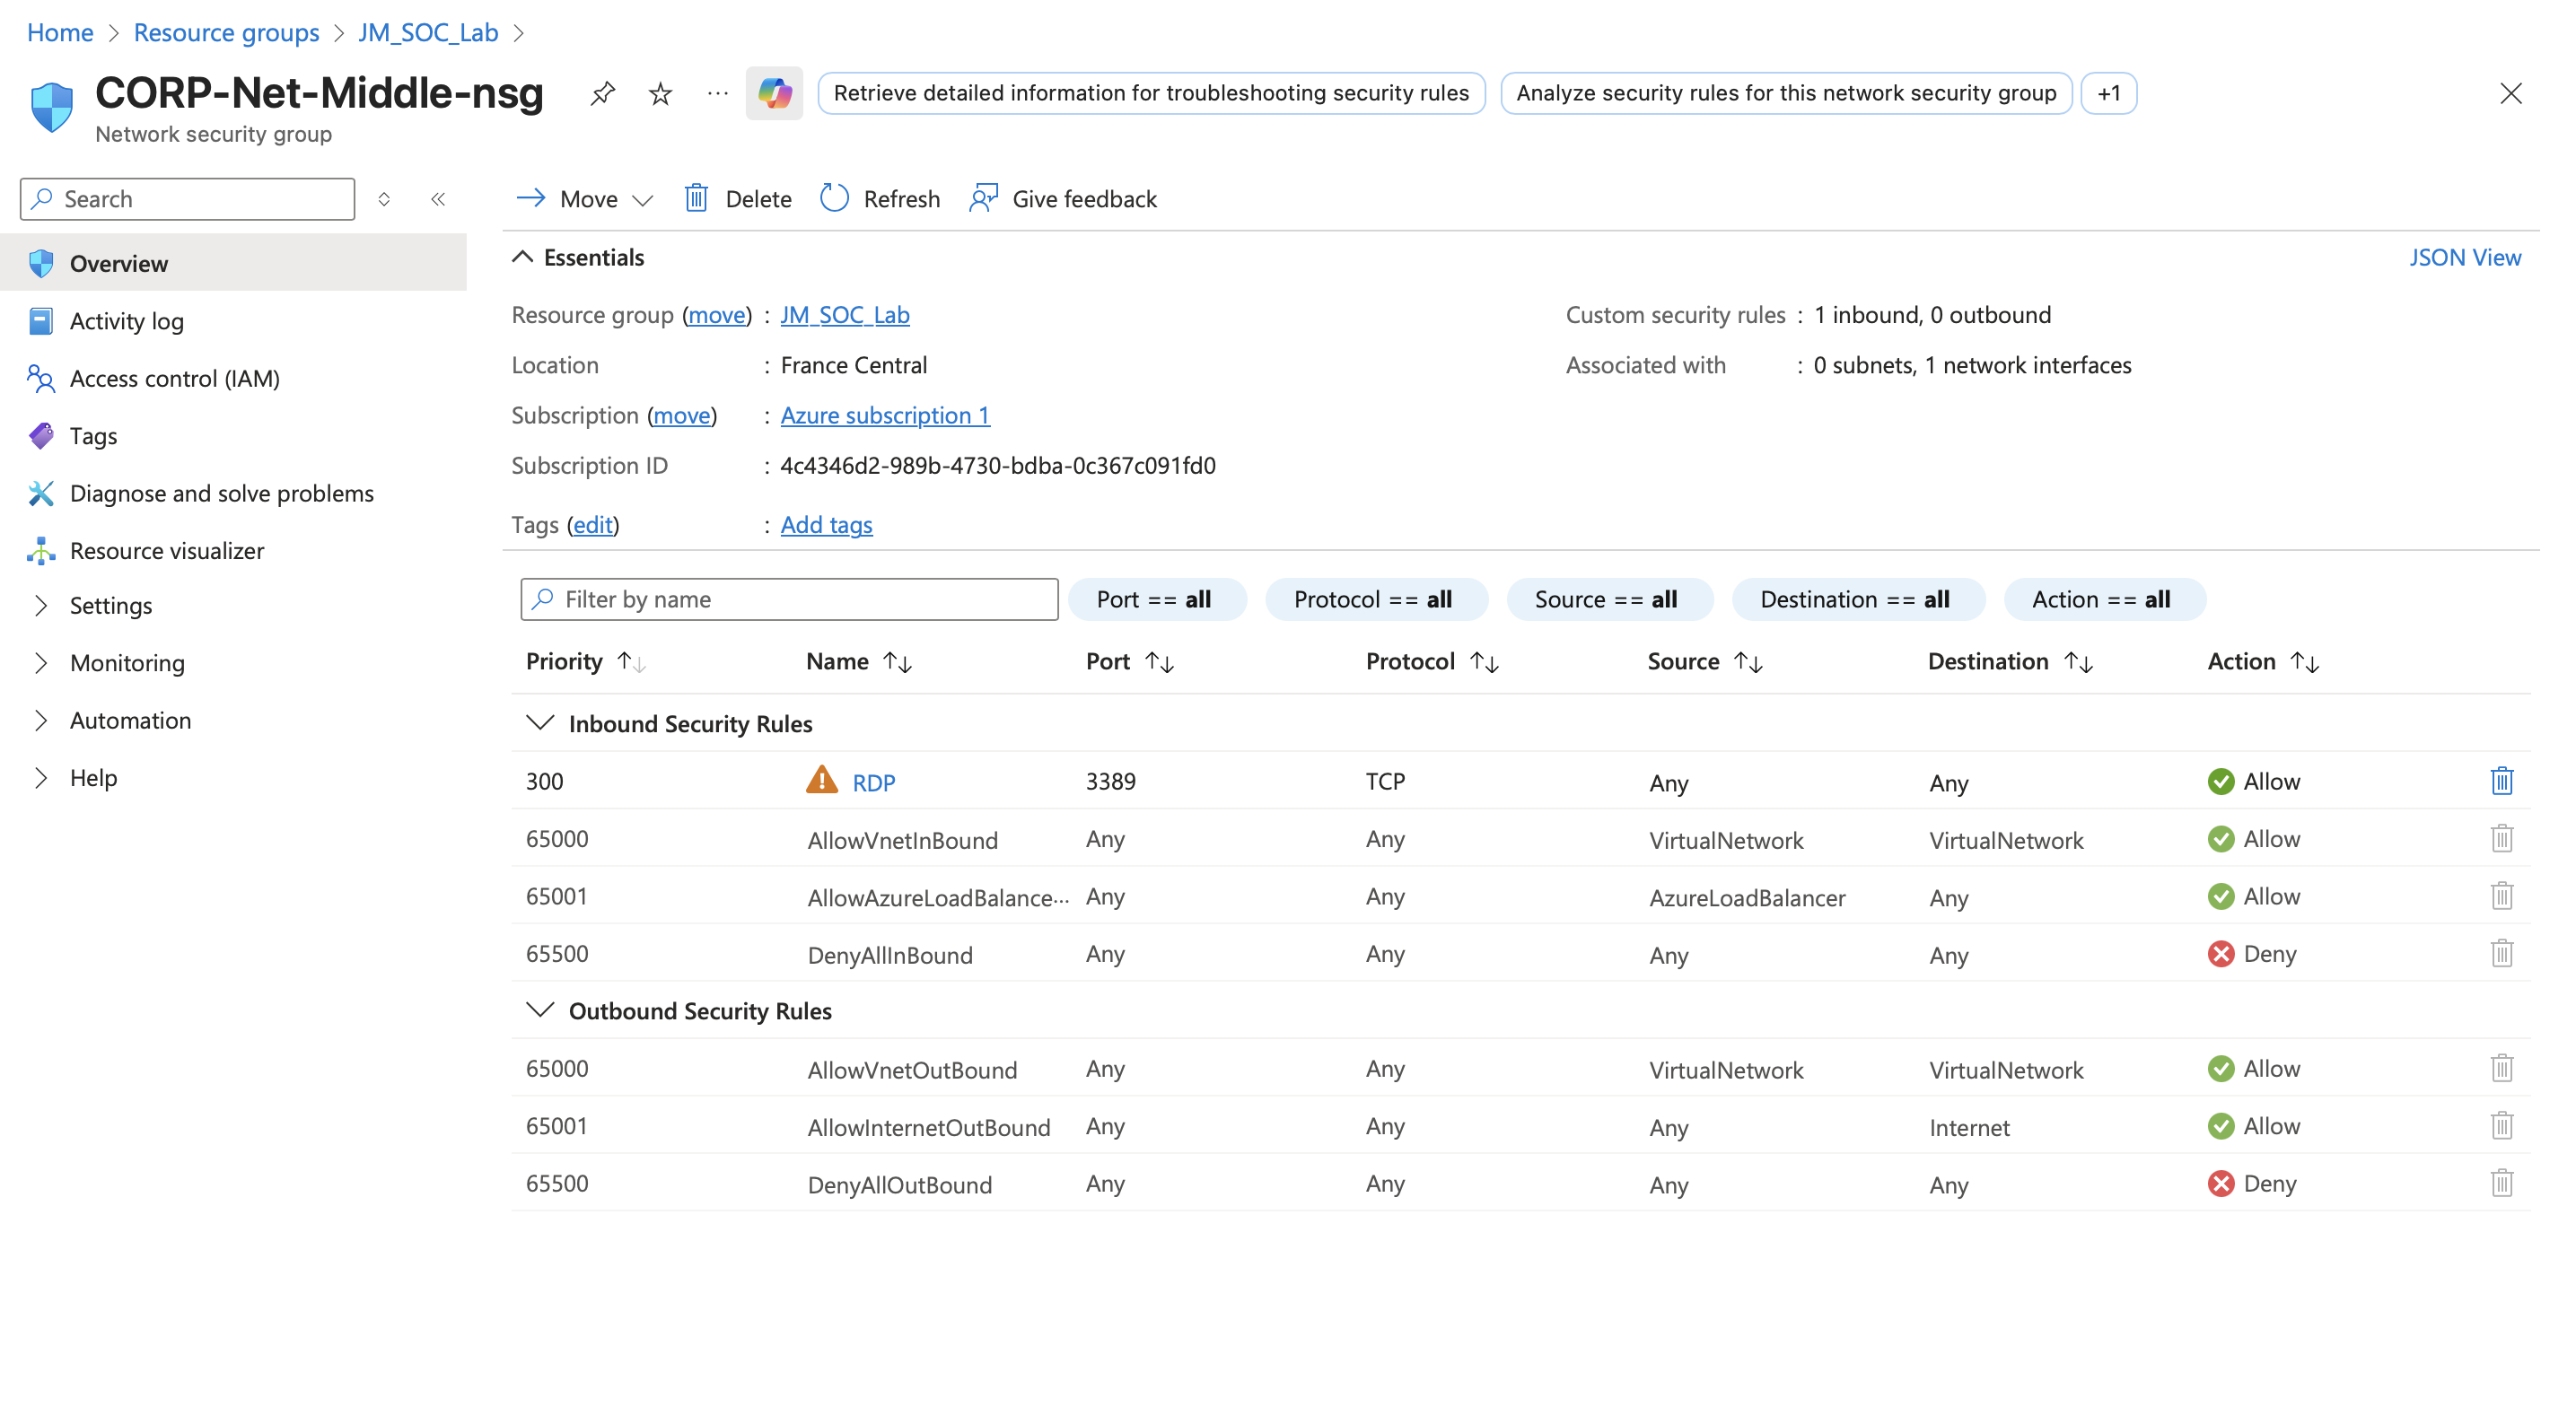 Home > Resource groups > JM_SOC_Lab >
CORP-Net-Middle-nsg
Retrieve detailed information for troubleshooting security rules
Analyze security rules for this network security group
+1
Network security group
Search
Move
Delete
Refresh
Give feedback
Overview
Activity log
Access control (IAM)
Tags
Diagnose and solve problems
Resource visualizer
Settings
Monitoring
Automation
Help
Essentials
JSON View
Resource group (move) : JM_SOC_Lab
Location : France Central
Subscription (move) : Azure subscription 1
Subscription ID : 4c4346d2-989b-4730-bdba-0c367c091fd0
Tags (edit) : Add tags
Custom security rules : 1 inbound, 0 outbound
Associated with : 0 subnets, 1 network interfaces
Filter by name
Port == all
Protocol == all
Source == all
Destination == all
Action == all
Priority Name Port Protocol Source Destination Action
Inbound Security Rules
300 RDP 3389 TCP Any Any Allow
65000 AllowVnetInBound Any Any VirtualNetwork VirtualNetwork Allow
65001 AllowAzureLoadBalance… Any Any AzureLoadBalancer Any Allow
65500 DenyAllInBound Any Any Any Any Deny
Outbound Security Rules
65000 AllowVnetOutBound Any Any VirtualNetwork VirtualNetwork Allow
65001 AllowInternetOutBound Any Any Any Internet Allow
65500 DenyAllOutBound Any Any Any Any Deny